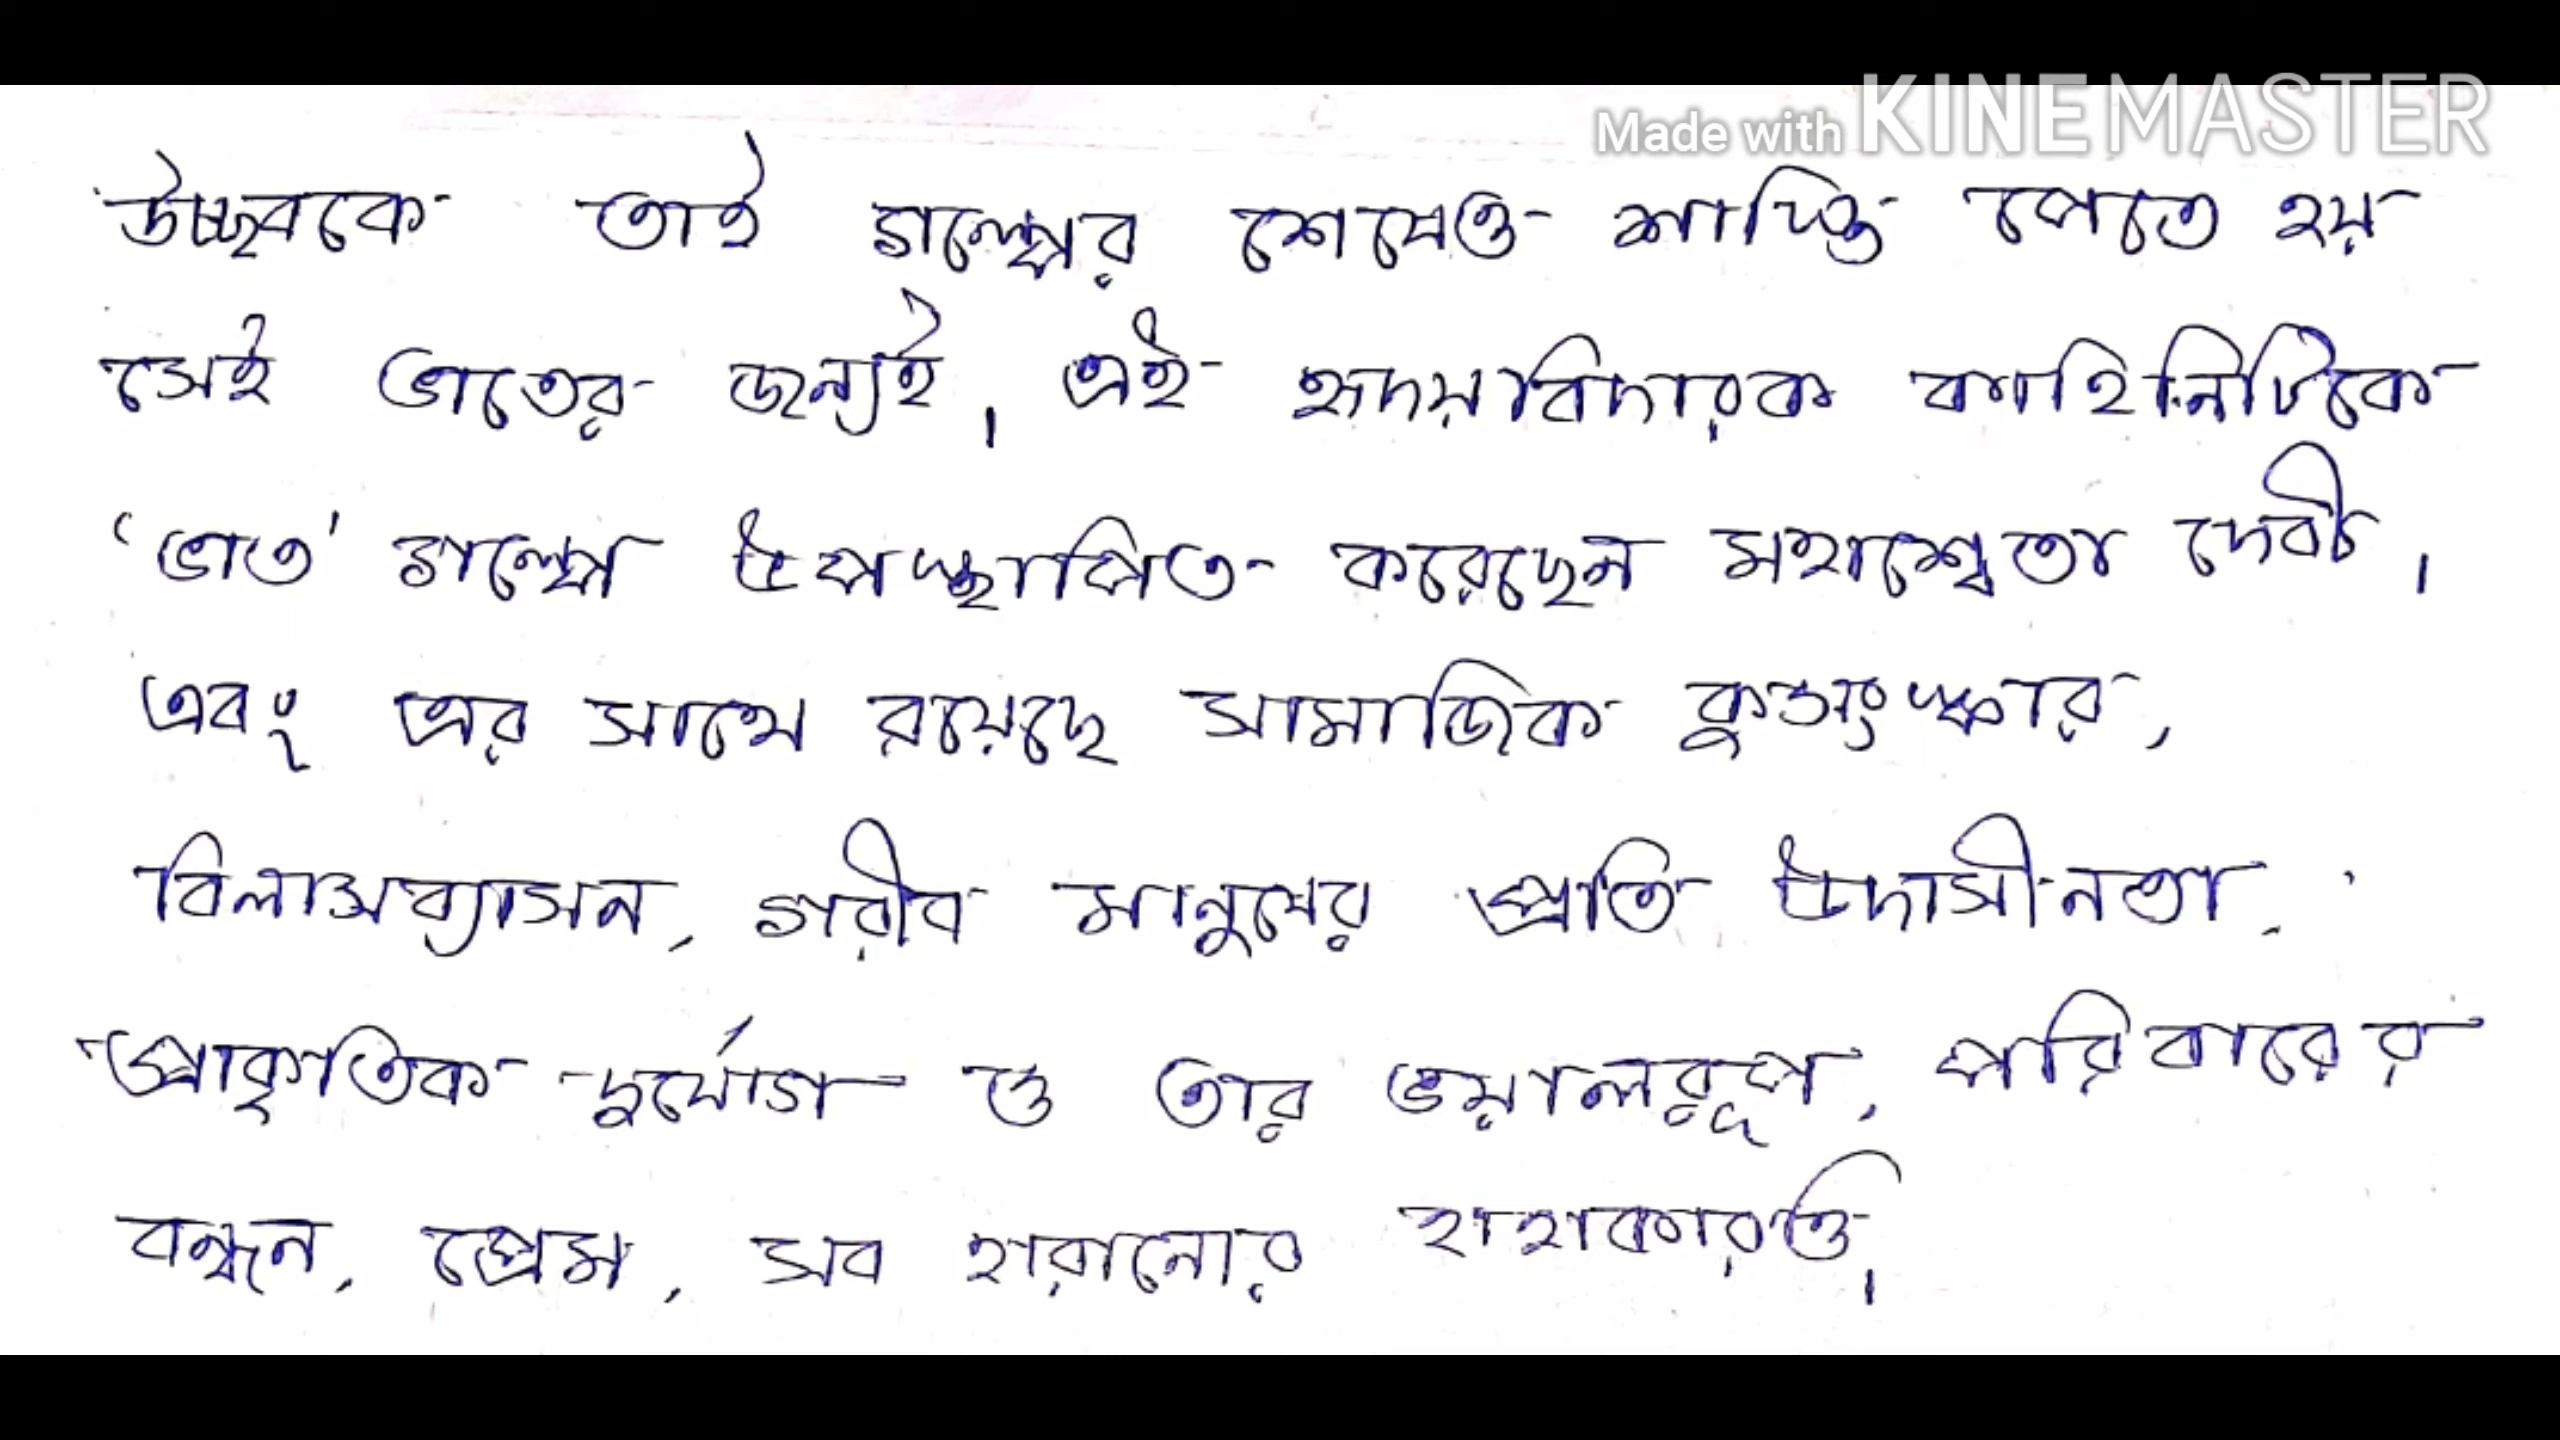 Made with KINEMASTER
উচ্ছবকে তাই গল্পের শেষেও শাস্তি পেতে হয়
সেই ভাতের জন্যই। এই হৃদয়বিদারক কাহিনিটিকে
'ভাত' গল্পে উপস্থাপিত করেছেন মহাশ্বেতা দেবী।
এবং এর সাথে রয়েছে সামাজিক কুসংস্কার,
বিলাসব্যাসন, গরীব মানুষের প্রতি উদাসীনতা,
প্রাকৃতিক দুর্যোগ ও তার ভয়ালরূপ, পরিবারের
বন্ধন, প্রেম, সব হারানোর হাহাকারও।